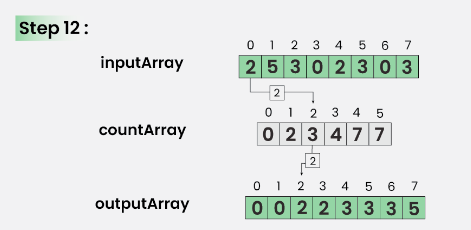 Step 12 :
0 1 2 3 4 5 6 7
inputArray 2 5 3 0 2 3 0 3
2
0 1 2 3 4 5
countArray 0 2 3 4 7 7
2
0 1 2 3 4 5 6 7
outputArray 0 0 2 2 3 3 3 5